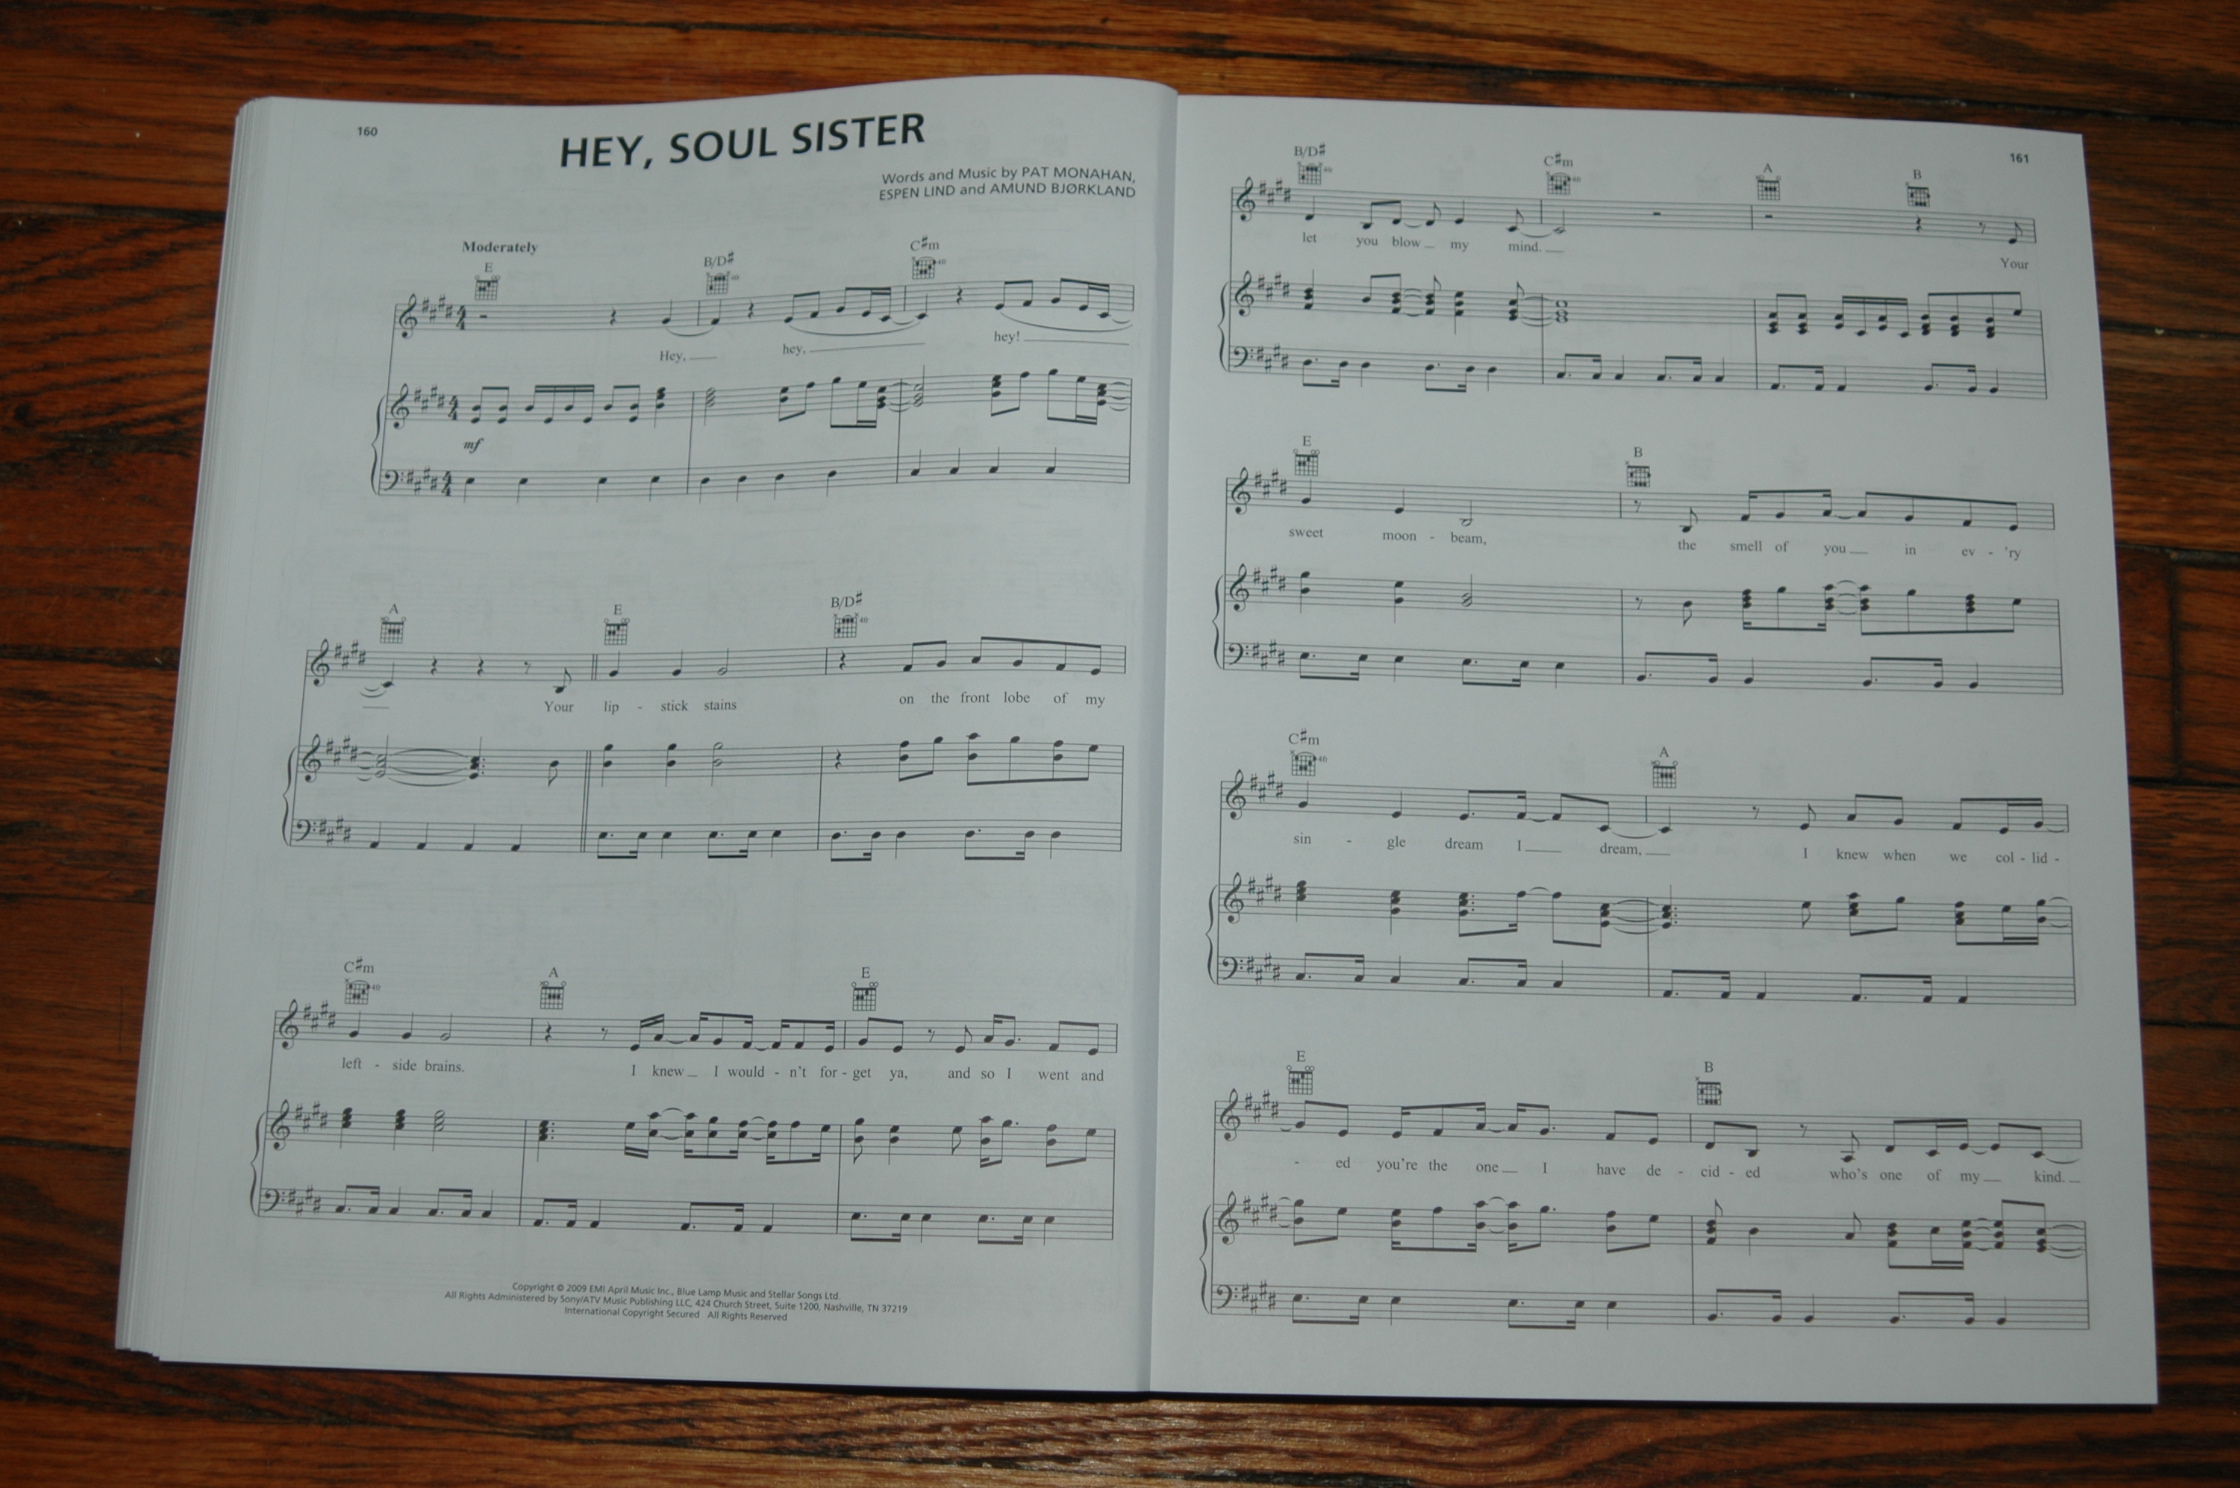 160
HEY, SOUL SISTER
Words and Music by PAT MONAHAN,
ESPEN LIND and AMUND BJØRKLAND
Moderately
E B/D♯ C♯m
Hey, hey, hey!
mf
A E B/D♯
Your lip - stick stains on the front lobe of my
C♯m A E
left - side brains. I knew I would - n't for - get ya, and so I went and
Copyright © 2009 EMI April Music Inc., Blue Lamp Music and Stellar Songs Ltd.
All Rights Administered by Sony/ATV Music Publishing LLC, 424 Church Street, Suite 1200, Nashville, TN 37219
International Copyright Secured All Rights Reserved
161
B/D♯ C♯m A B
let you blow my mind. Your
E B
sweet moon - beam, the smell of you in ev - 'ry
C♯m A
sin - gle dream I dream, I knew when we col - lid -
E B
- ed you're the one I have de - cid - ed who's one of my kind.